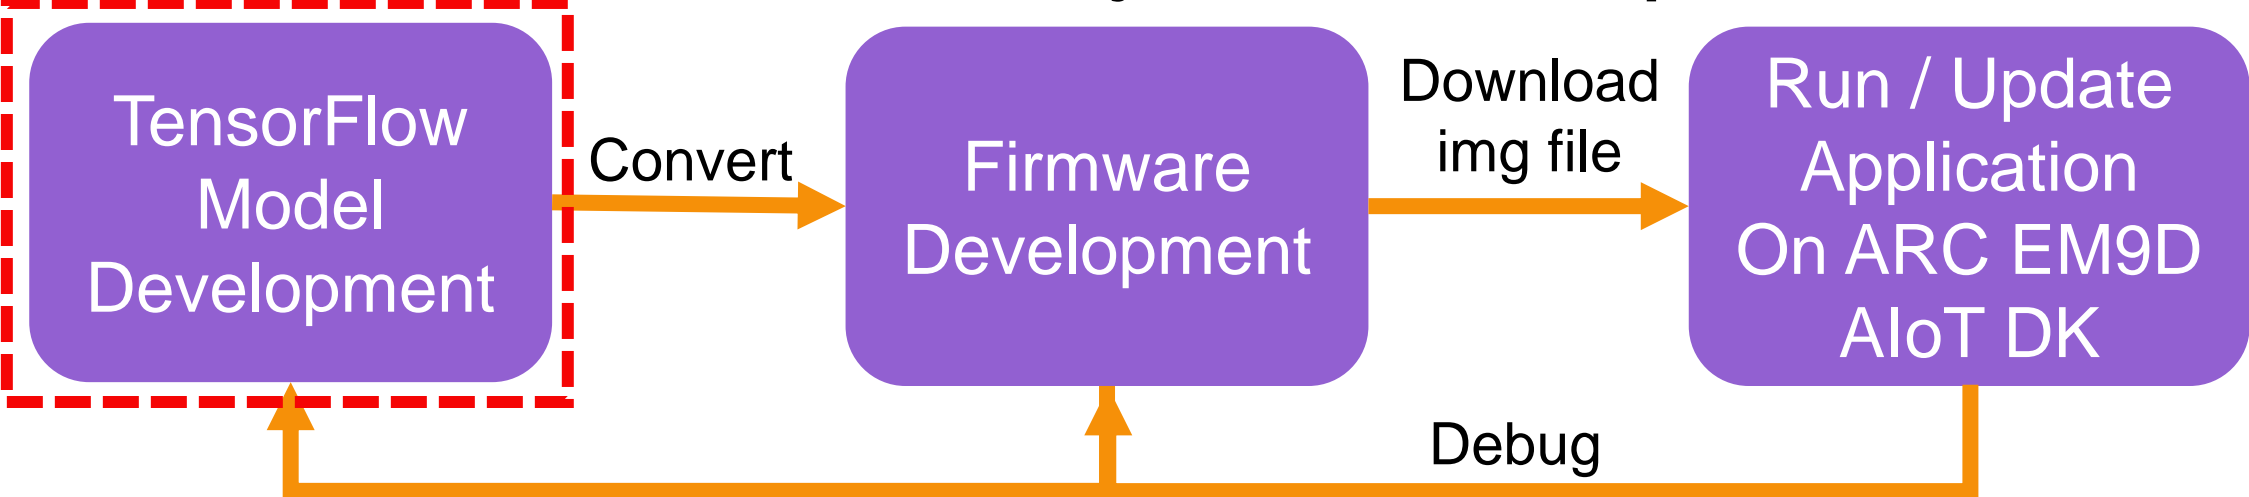 TensorFlow
Model
Development
Convert
Firmware
Development
Download
img file
Run / Update
Application
On ARC EM9D
AIoT DK
Debug